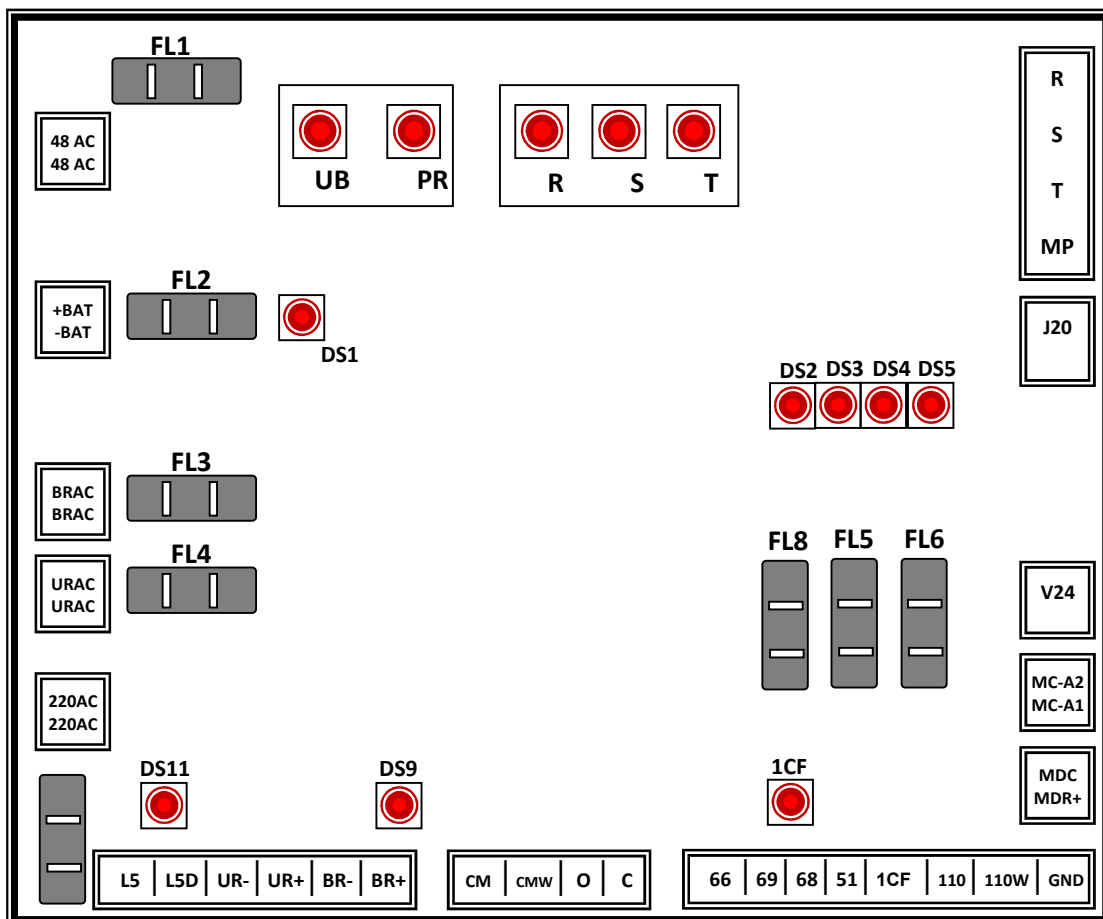 FL1
48 AC
48 AC
UB PR
R S T
R
S
T
MP
FL2
+BAT
-BAT
DS1
J20
DS2 DS3 DS4 DS5
FL3
BRAC
BRAC
FL4
URAC
URAC
FL8 FL5 FL6
V24
220AC
220AC
MC-A2
MC-A1
DS11 DS9 1CF
MDC
MDR+
L5 L5D UR- UR+ BR- BR+
CM CMW O C
66 69 68 51 1CF 110 110W GND